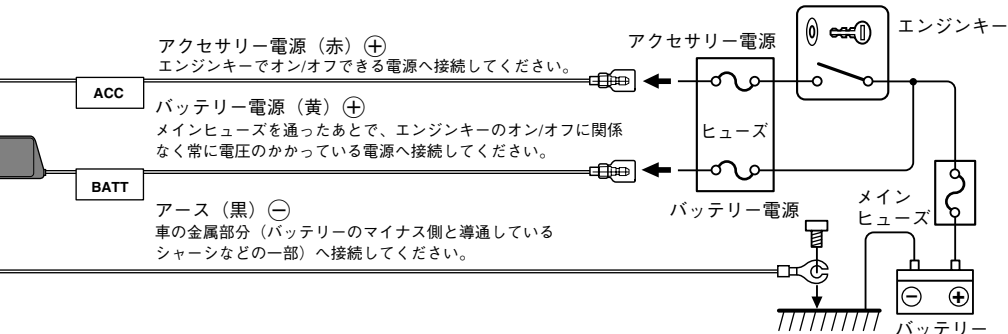 アクセサリー電源（赤）⊕
エンジンキーでオン/オフできる電源へ接続してください。
ACC
バッテリー電源（黄）⊕
メインヒューズを通ったあとで、エンジンキーのオン/オフに関係
なく常に電圧のかかっている電源へ接続してください。
BATT
アース（黒）⊖
車の金属部分（バッテリーのマイナス側と導通している
シャーシなどの一部）へ接続してください。
アクセサリー電源
エンジンキー
ヒューズ
バッテリー電源
メイン
ヒューズ
⊖ ⊕
バッテリー